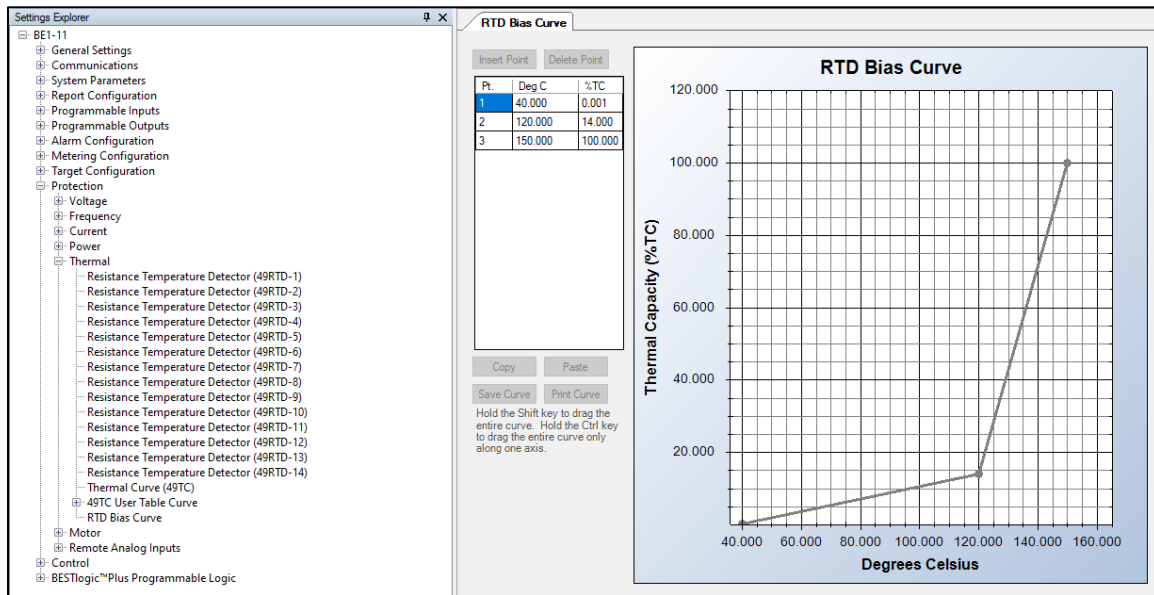 Settings Explorer
BE1-11
General Settings
Communications
System Parameters
Report Configuration
Programmable Inputs
Programmable Outputs
Alarm Configuration
Metering Configuration
Target Configuration
Protection
Voltage
Frequency
Current
Power
Thermal
Resistance Temperature Detector (49RTD-1)
Resistance Temperature Detector (49RTD-2)
Resistance Temperature Detector (49RTD-3)
Resistance Temperature Detector (49RTD-4)
Resistance Temperature Detector (49RTD-5)
Resistance Temperature Detector (49RTD-6)
Resistance Temperature Detector (49RTD-7)
Resistance Temperature Detector (49RTD-8)
Resistance Temperature Detector (49RTD-9)
Resistance Temperature Detector (49RTD-10)
Resistance Temperature Detector (49RTD-11)
Resistance Temperature Detector (49RTD-12)
Resistance Temperature Detector (49RTD-13)
Resistance Temperature Detector (49RTD-14)
Thermal Curve (49TC)
49TC User Table Curve
RTD Bias Curve
Motor
Remote Analog Inputs
Control
BESTlogic™Plus Programmable Logic
RTD Bias Curve
Insert Point Delete Point
Pt. Deg C %TC
1 40.000 0.001
2 120.000 14.000
3 150.000 100.000
Copy Paste
Save Curve Print Curve
Hold the Shift key to drag the
entire curve. Hold the Ctrl key
to drag the entire curve only
along one axis.
RTD Bias Curve
Thermal Capacity (%TC)
120.000
100.000
80.000
60.000
40.000
20.000
40.000 60.000 80.000 100.000 120.000 140.000 160.000
Degrees Celsius